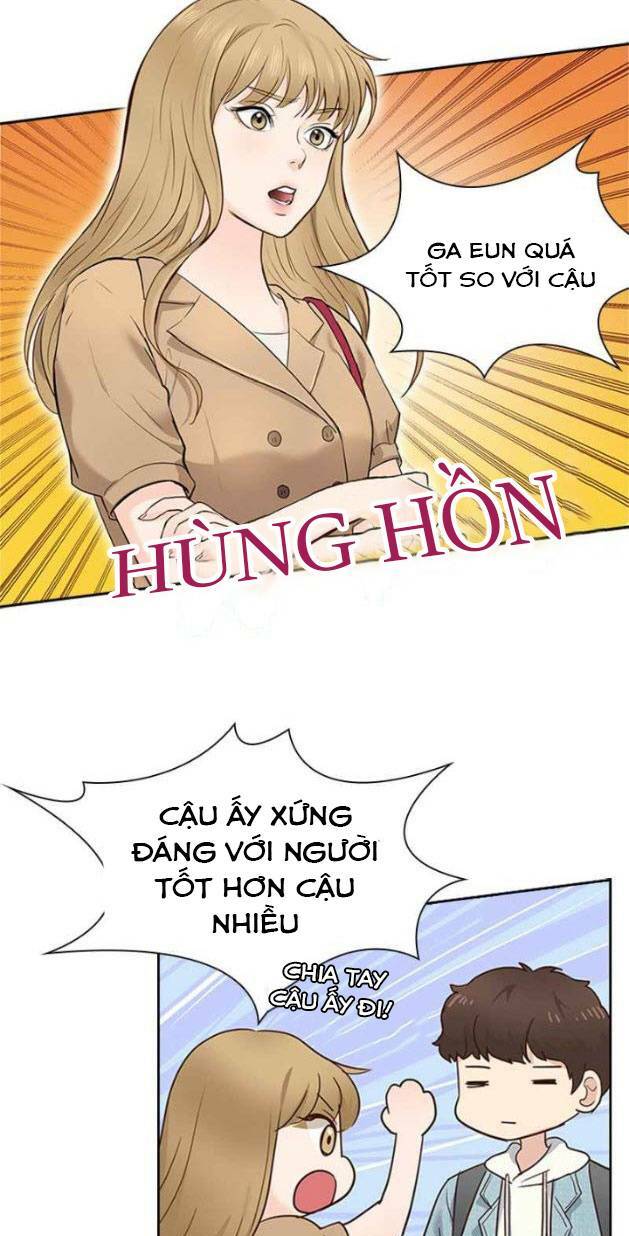 GA EUN QUÁ
TỐT SO VỚI CẬU
HÙNG HỒN
CẬU ẤY XỨNG
ĐÁNG VỚI NGƯỜI
TỐT HƠN CẬU
NHIỀU
CHIA TAY
CẬU ẤY ĐI!